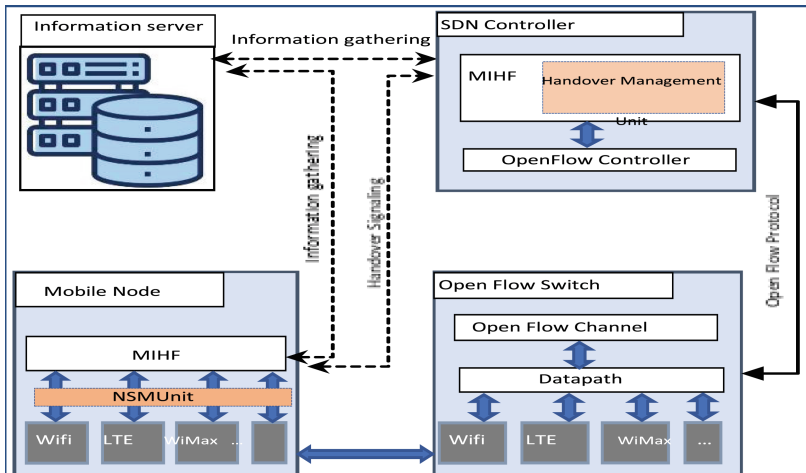 Information server
Information gathering
SDN Controller
MIHF
Handover Management
Unit
OpenFlow Controller
Information gathering
Handover Signaling
Open Flow Protocol
Mobile Node
MIHF
NSMUnit
Wifi
LTE
WiMax
...
Open Flow Switch
Open Flow Channel
Datapath
Wifi
LTE
WiMax
...